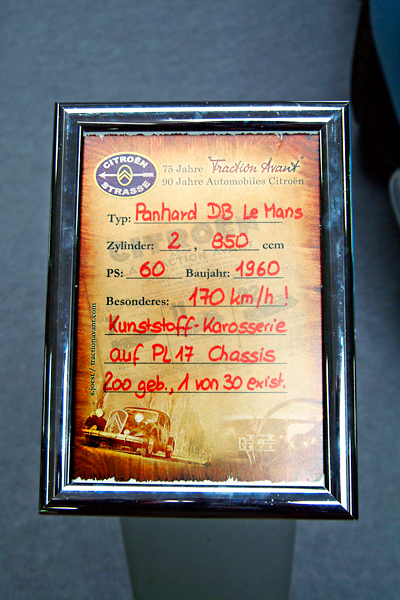 CITROËN
STRASSE
75 Jahre Traction Avant
90 Jahre Automobiles Citroën
Typ: Panhard DB Le Mans
Zylinder: 2, 850 ccm
PS: 60 Baujahr: 1960
Besonderes: 170 km/h!
Kunststoff-Karosserie
auf PL 17 Chassis
200 geb., 1 von 30 exist.